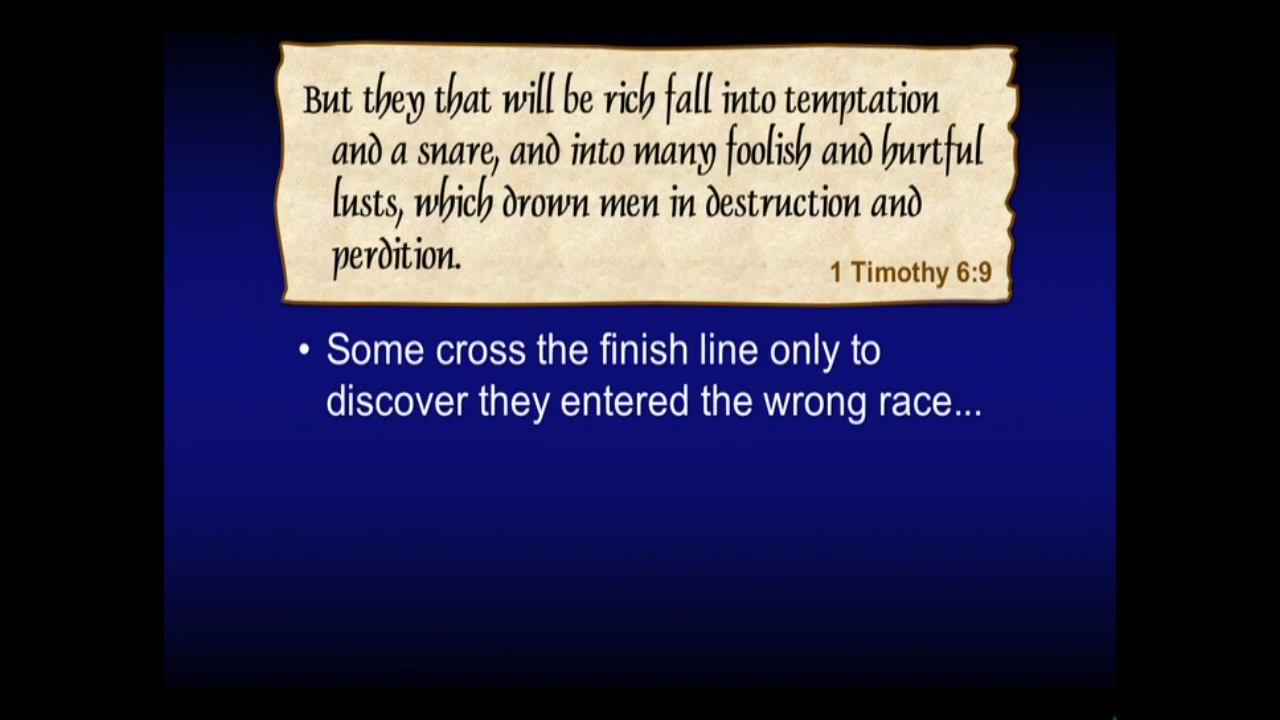 But they that will be rich fall into temptation
and a snare, and into many foolish and hurtful
lusts, which drown men in destruction and
perdition.
1 Timothy 6:9
• Some cross the finish line only to
discover they entered the wrong race...